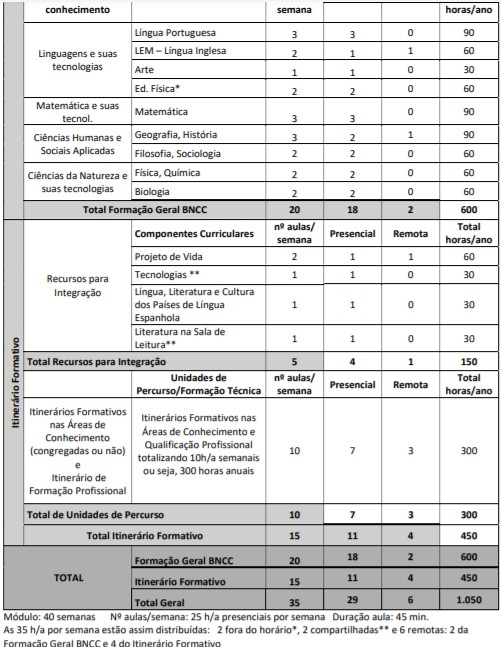 conhecimento semana horas/ano
Língua Portuguesa 3 3 0 90
Linguagens e suas tecnologias LEM – Língua Inglesa 2 1 1 60
Arte 1 1 0 30
Ed. Física* 2 2 0 60
Matemática e suas tecnol. Matemática 3 3 0 90
Ciências Humanas e Sociais Aplicadas Geografia, História 3 2 1 90
Filosofia, Sociologia 2 2 0 60
Ciências da Natureza e suas tecnologias Física, Química 2 2 0 60
Biologia 2 2 0 60
Total Formação Geral BNCC 20 18 2 600
Itinerário Formativo
Componentes Curriculares nº aulas/ semana Presencial Remota Total horas/ano
Recursos para Integração
Projeto de Vida 2 1 1 60
Tecnologias ** 1 1 0 30
Língua, Literatura e Cultura
dos Países de Língua 1 1 0 30
Espanhola
Literatura na Sala de
Leitura** 1 1 0 30
Total Recursos para Integração 5 4 1 150
Unidades de Percurso/Formação Técnica nº aulas/ semana Presencial Remota Total horas/ano
Itinerários Formativos
nas Áreas de
Conhecimento
(congregadas ou não)
e
Itinerário de
Formação Profissional
Itinerários Formativos nas
Áreas de Conhecimento e
Qualificação Profissional
totalizando 10h/a semanais
ou seja, 300 horas anuais
10 7 3 300
Total de Unidades de Percurso 10 7 3 300
Total Itinerário Formativo 15 11 4 450
TOTAL
Formação Geral BNCC 20 18 2 600
Itinerário Formativo 15 11 4 450
Total Geral 35 29 6 1.050
Módulo: 40 semanas Nº aulas/semana: 25 h/a presenciais por semana Duração aula: 45 min.
As 35 h/a por semana estão assim distribuídas: 2 fora do horário*, 2 compartilhadas** e 6 remotas: 2 da
Formação Geral BNCC e 4 do Itinerário Formativo